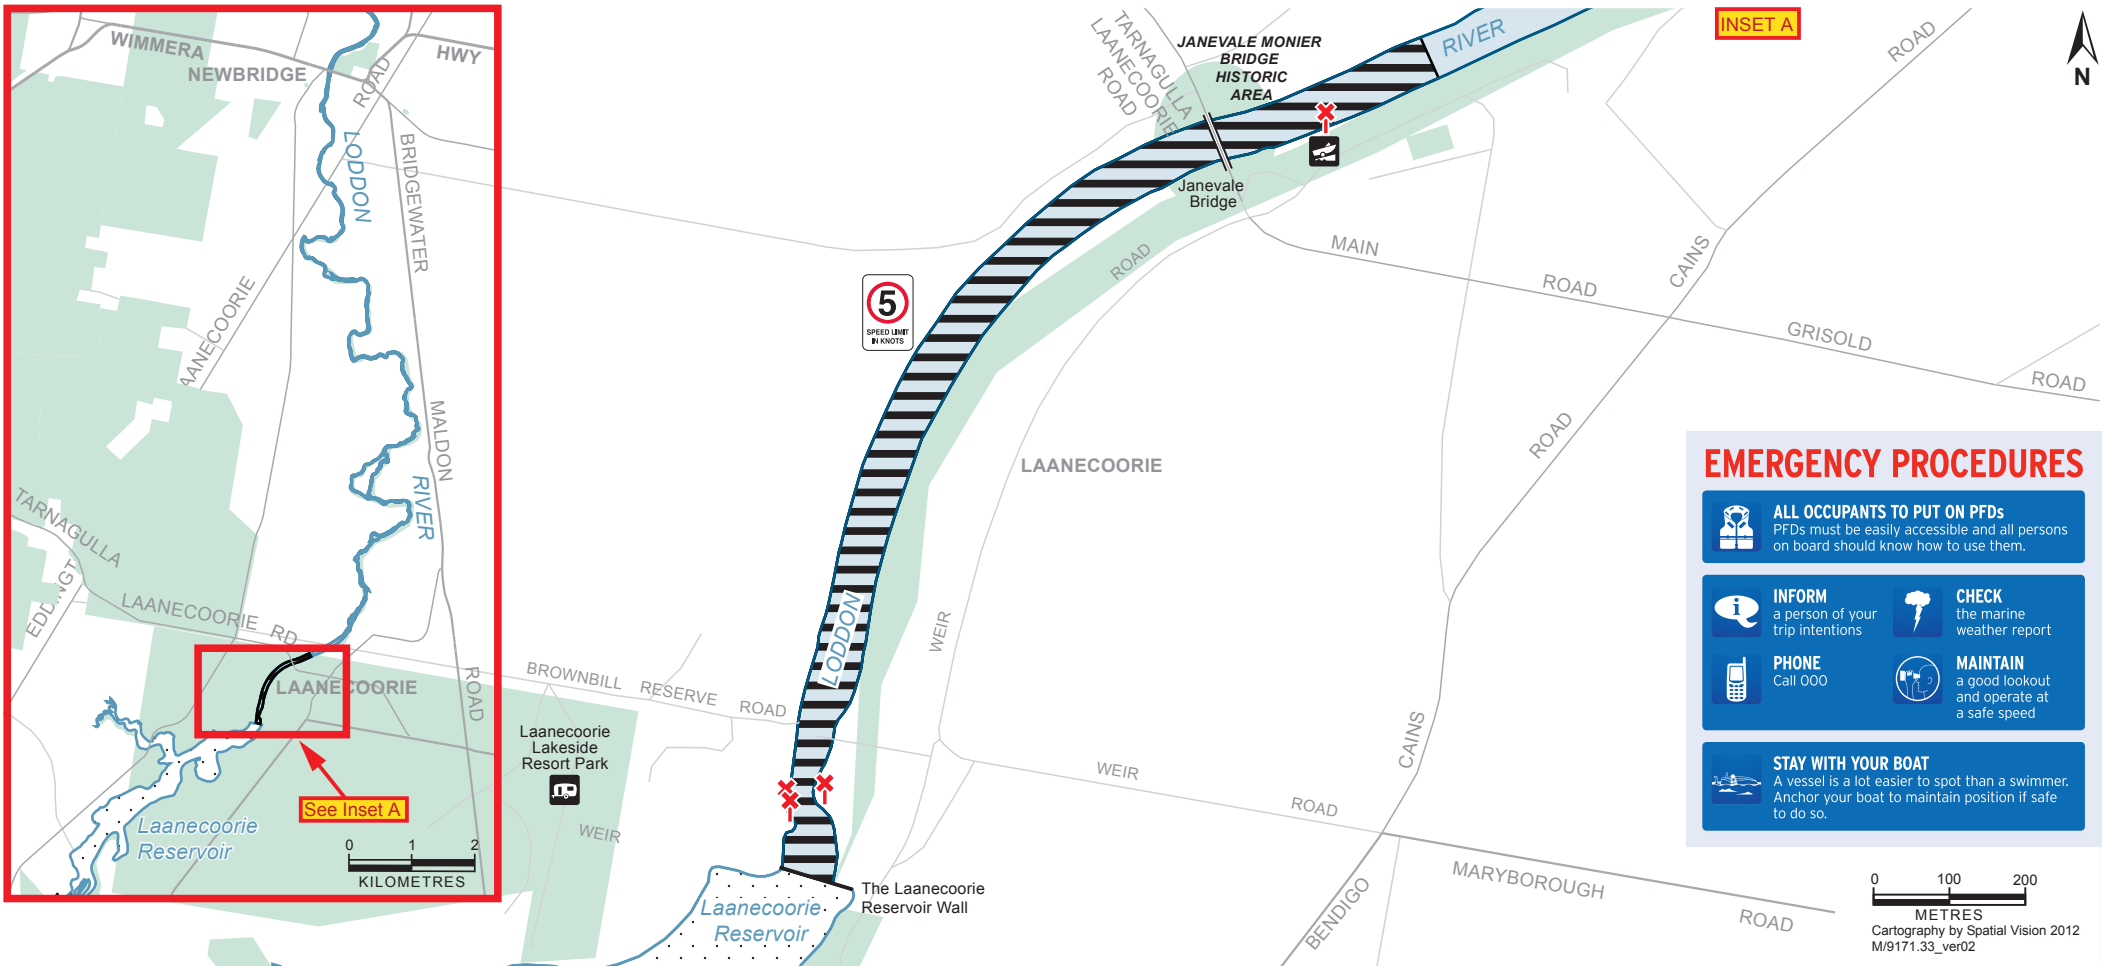 WIMMERA
HWY
NEWBRIDGE
ROAD
LODDON
BRIDGEWATER
AANECOORIE
MALDON
RIVER
TARNAGULLA
LAANECOORIE RD
LAANECOORIE
ROAD
See Inset A
Laanecoorie
Reservoir
0 1 2
KILOMETRES
INSET A
N
TARNAGULLA
LAANECOORIE
ROAD
JANEVALE MONIER
BRIDGE
HISTORIC
AREA
RIVER
ROAD
Janevale
Bridge
MAIN
ROAD
CAINS
GRISOLD
ROAD
ROAD
5
SPEED LIMIT
IN KNOTS
ROAD
LAANECOORIE
LODDON
WEIR
BROWNBILL RESERVE ROAD
Laanecoorie
Lakeside
Resort Park
WEIR
WEIR
ROAD
CAINS
MARYBOROUGH
ROAD
BENDIGO
The Laanecoorie
Reservoir Wall
Laanecoorie
Reservoir
EMERGENCY PROCEDURES
ALL OCCUPANTS TO PUT ON PFDs
PFDs must be easily accessible and all persons
on board should know how to use them.
INFORM
a person of your
trip intentions
CHECK
the marine
weather report
PHONE
Call 000
MAINTAIN
a good lookout
and operate at
a safe speed
STAY WITH YOUR BOAT
A vessel is a lot easier to spot than a swimmer.
Anchor your boat to maintain position if safe
to do so.
0 100 200
METRES
Cartography by Spatial Vision 2012
M/9171.33_ver02